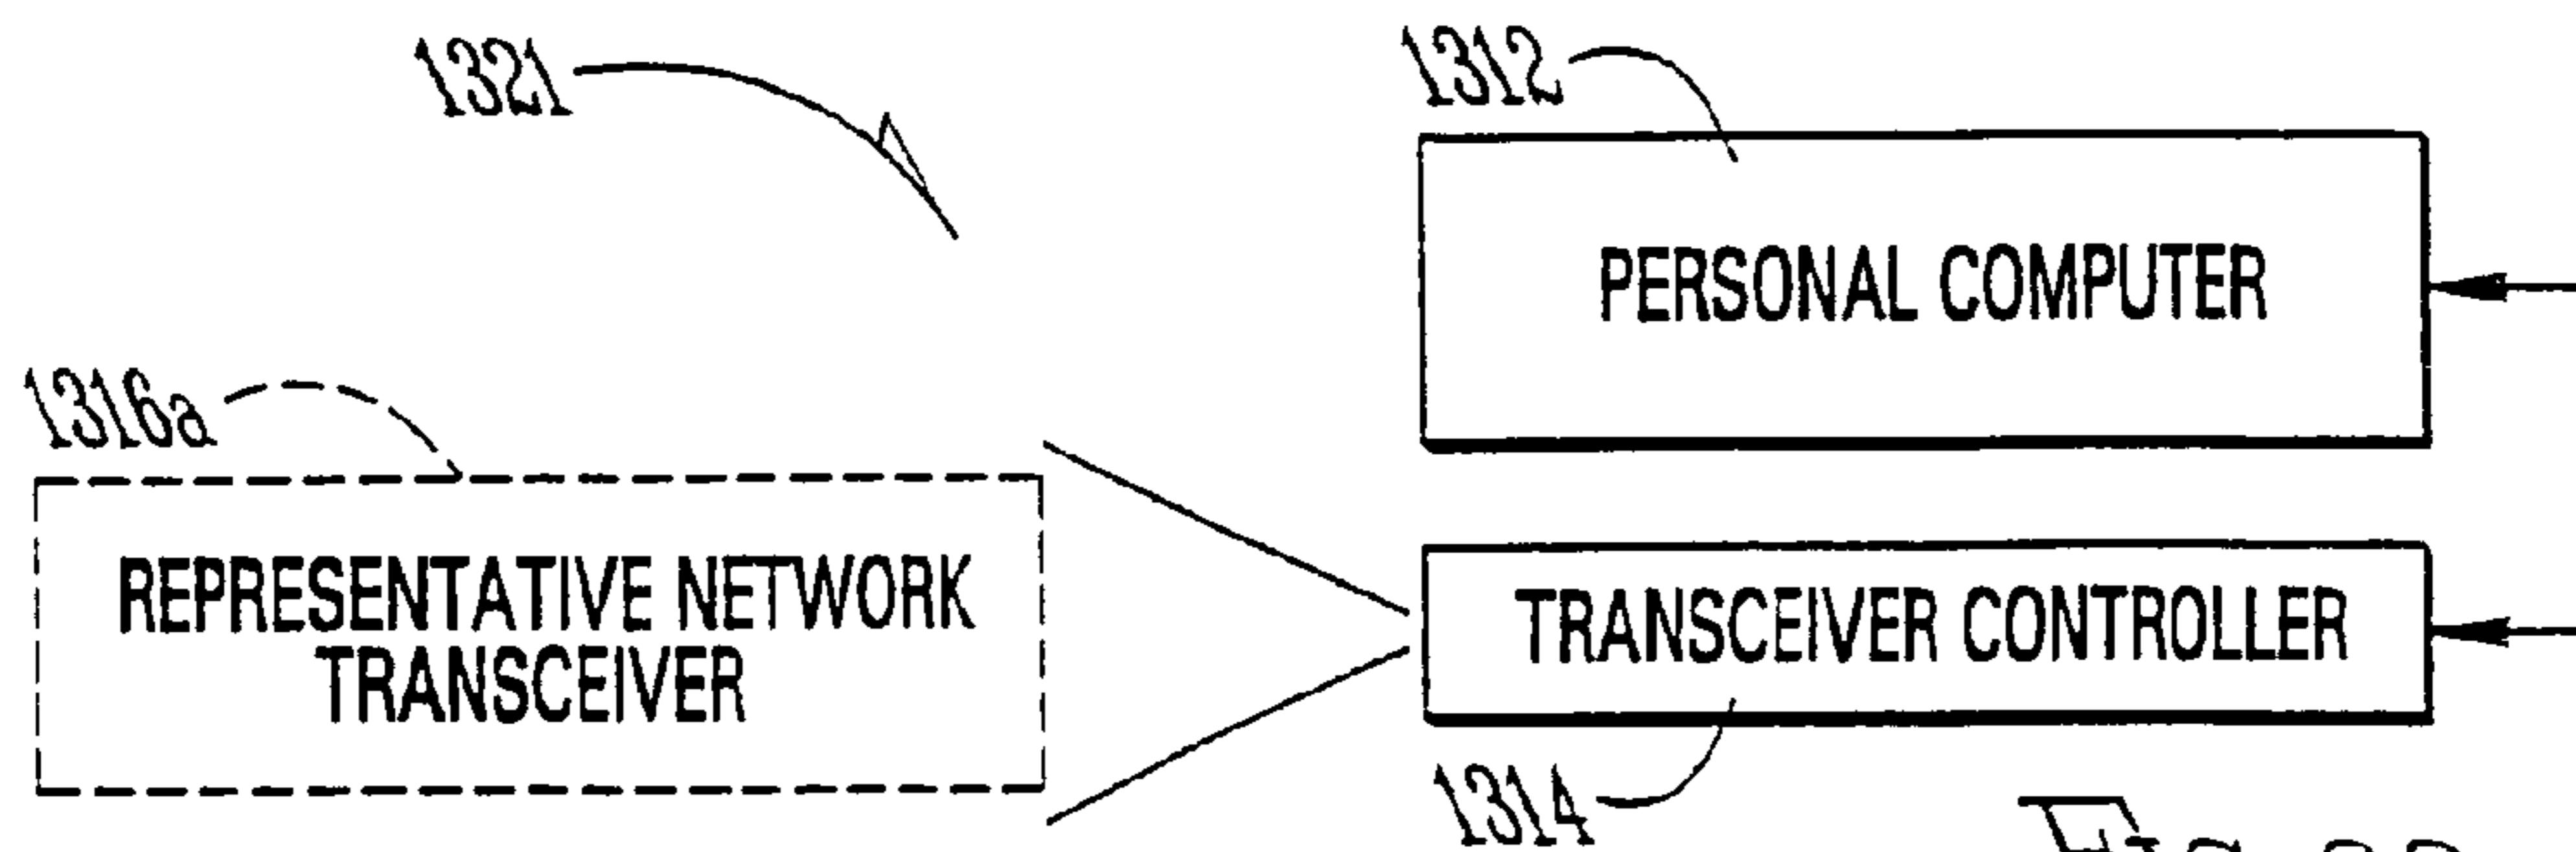 1321
1312
PERSONAL COMPUTER
1316a
REPRESENTATIVE NETWORK
TRANSCEIVER
TRANSCEIVER CONTROLLER
1314